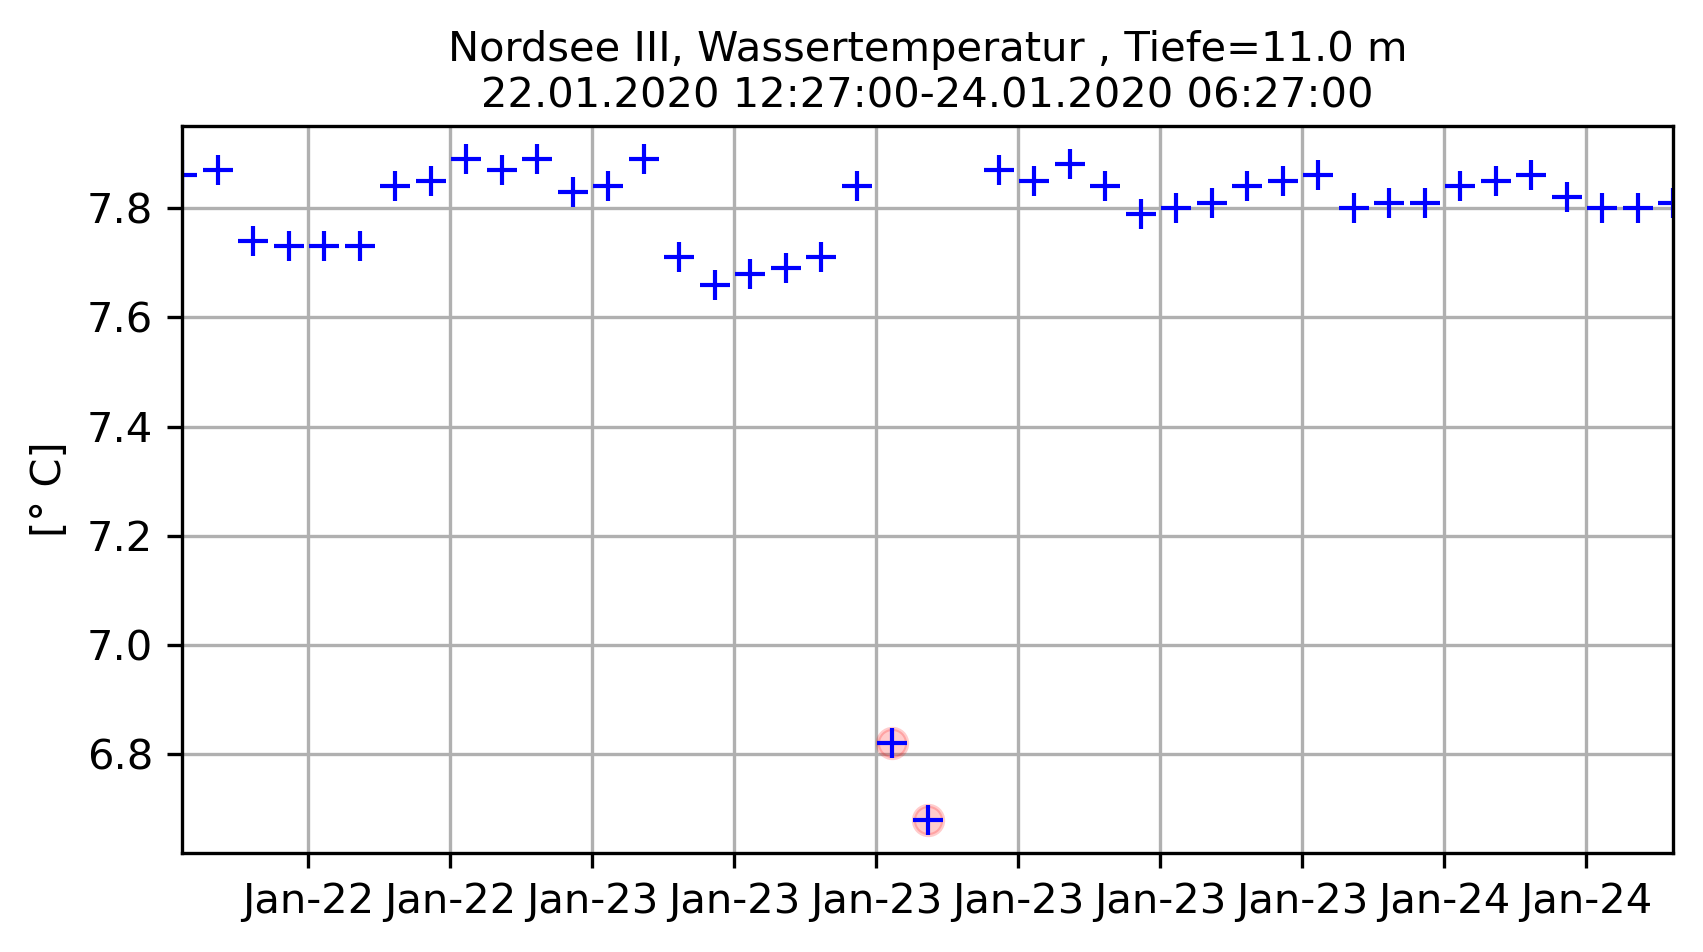 Nordsee III, Wassertemperatur , Tiefe=11.0 m
22.01.2020 12:27:00-24.01.2020 06:27:00
[° C]
7.8
7.6
7.4
7.2
7.0
6.8
Jan-22 Jan-22 Jan-23 Jan-23 Jan-23 Jan-23 Jan-23 Jan-23 Jan-24 Jan-24